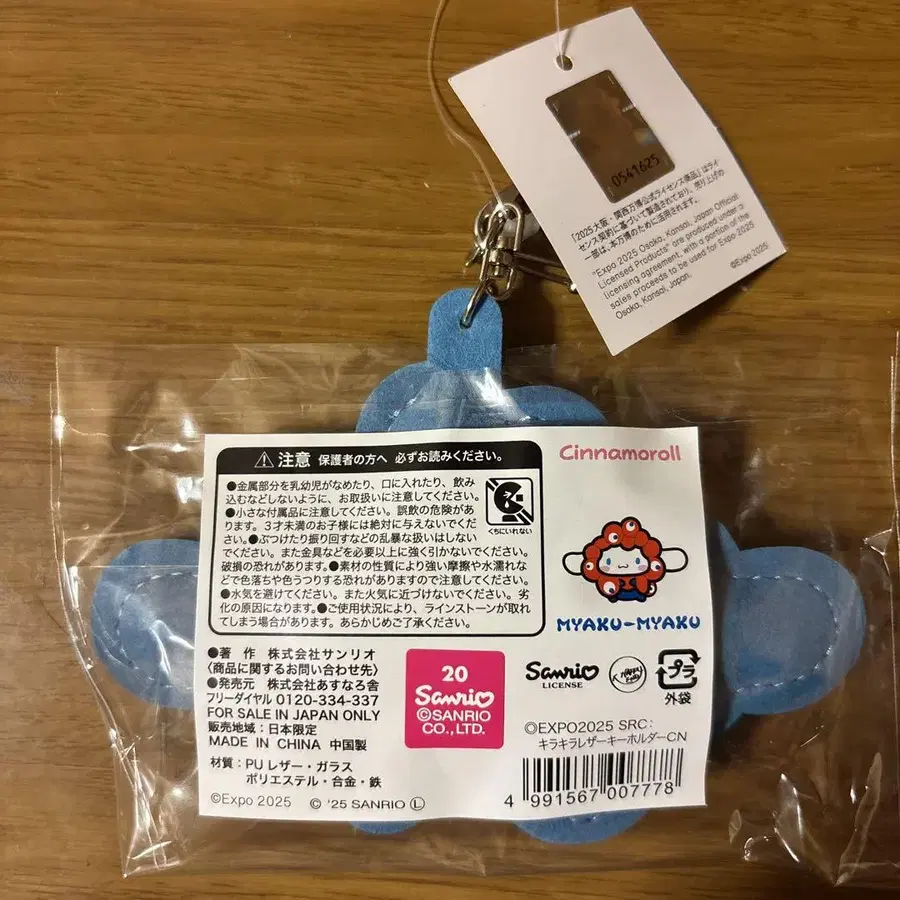 0541625
「2025大阪・関西万博公式ライセンス商品」はライ
センス契約に基づいて製造されており、売り上げの
一部は、本万博のために活用されます。
"Expo 2025 Osaka, Kansai, Japan Official
Licensed Products" are produced under a
licensing agreement, with a portion of the
sales proceeds to be used for Expo 2025
Osaka, Kansai, Japan.
©Expo 2025
⚠注意 保護者の方へ 必ずお読みください。
●金属部分を乳幼児がなめたり、口に入れたり、飲み
込むなどしないように、お取扱いに注意してください。
●小さな付属品に注意してください。誤飲の危険があ
ります。3才未満のお子様には絶対に与えないでくだ
さい。●ぶつけたり振り回すなどの乱暴な扱いはしない
でください。また金具などを必要以上に強く引かないでください。
破損の恐れがあります。●素材の性質により強い摩擦や水濡れな
どで色落ちや色うつりする恐れがありますので注意してください。
●水気を避けてください。また火気に近づけないでください。劣
化の原因になります。●ご使用状況により、ラインストーンが取れ
てしまう場合があります。あらかじめご了承ください。
くちにいれない
Cinnamoroll
MYAKU-MYAKU
●著 作 株式会社サンリオ
〈商品に関するお問い合わせ先〉
●発売元 株式会社あすなろ舎
フリーダイヤル 0120-334-337
FOR SALE IN JAPAN ONLY
販売地域：日本限定
MADE IN CHINA 中国製
材質：PUレザー・ガラス
ポリエステル・合金・鉄
©Expo 2025 © '25 SANRIO Ⓛ
20
Sanrio
©SANRIO
CO.,LTD.
Sanrio
LICENSE
プラ
外袋
©EXPO2025 SRC:
キラキラレザーキーホルダーCN
4 991567 007778